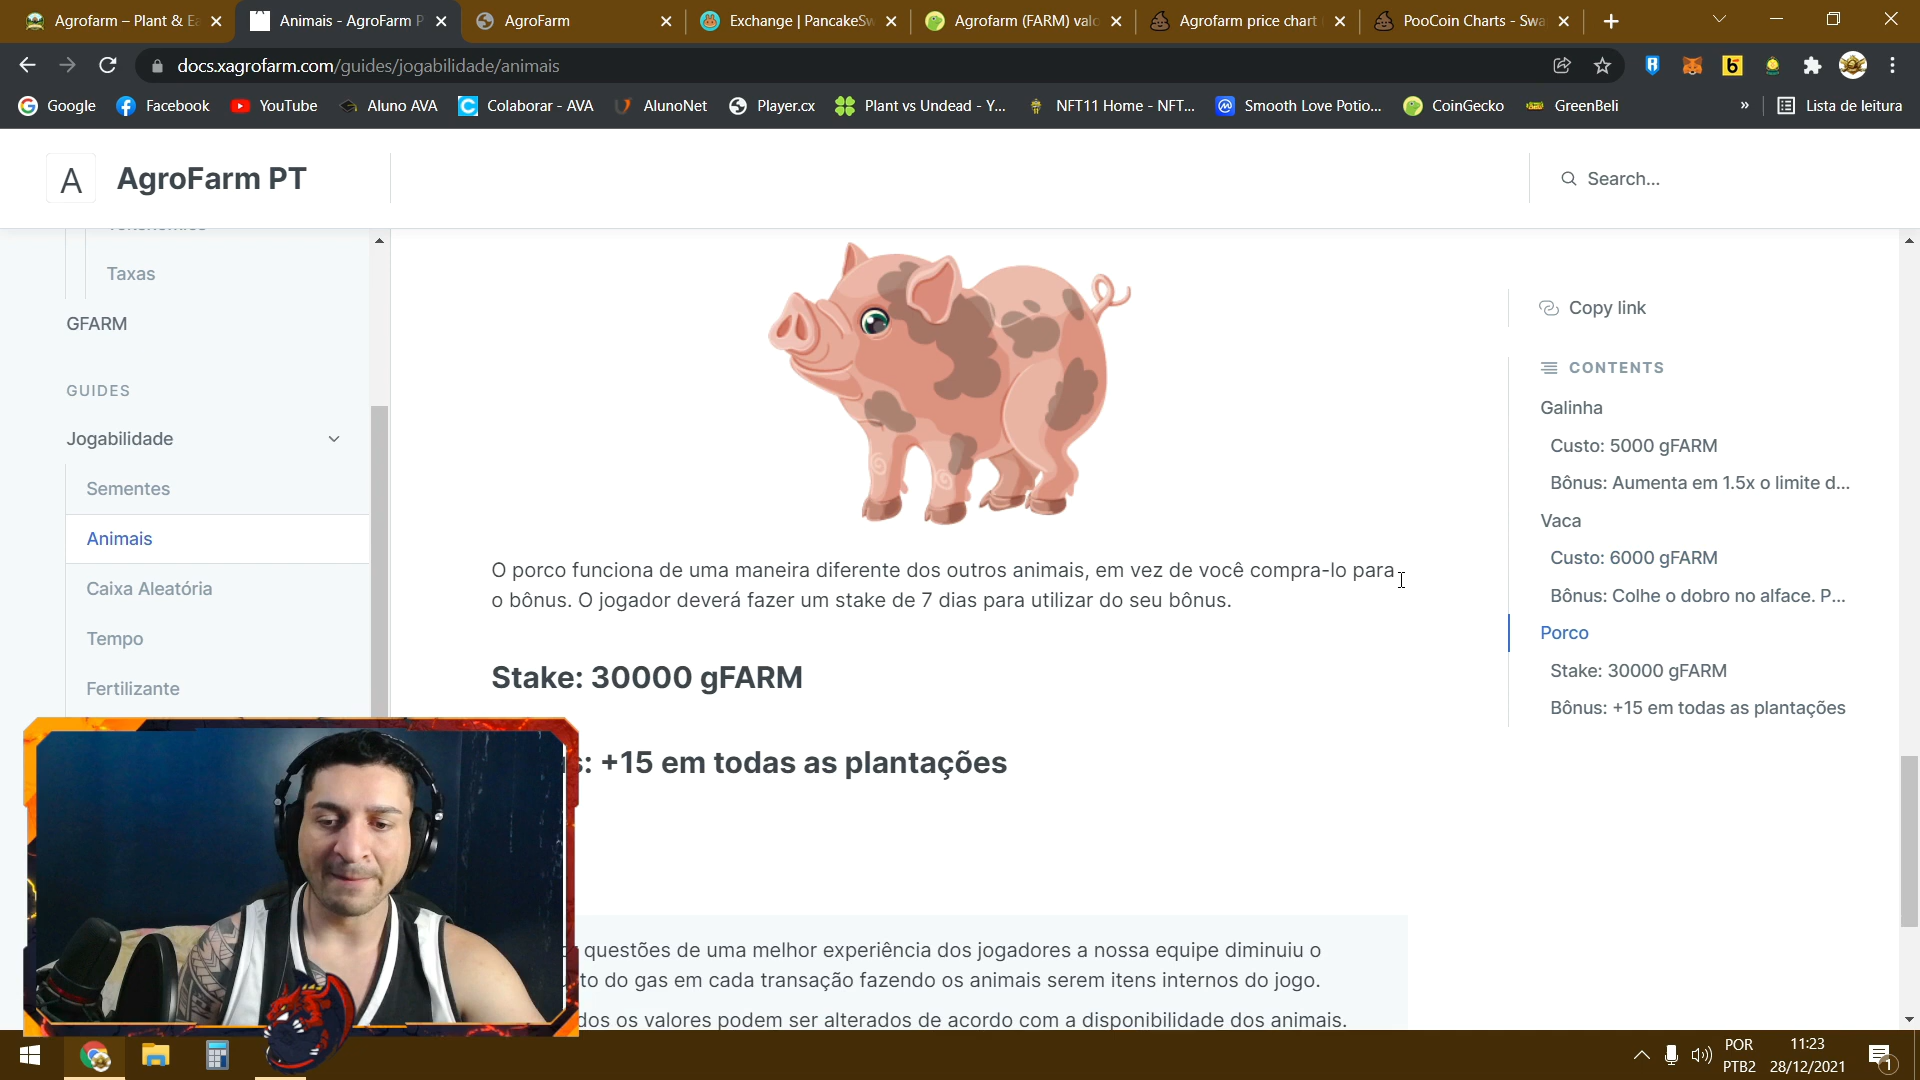 Agrofarm – Plant & Ea
Animais - AgroFarm P
AgroFarm
Exchange | PancakeSw
Agrofarm (FARM) valo
Agrofarm price chart
PooCoin Charts - Swa
docs.xagrofarm.com/guides/jogabilidade/animais
Google
Facebook
YouTube
Aluno AVA
Colaborar - AVA
AlunoNet
Player.cx
Plant vs Undead - Y...
NFT11 Home - NFT...
Smooth Love Potio...
CoinGecko
GreenBeli
»
Lista de leitura
A
AgroFarm PT
Search...
Taxas
GFARM
GUIDES
Jogabilidade
Sementes
Animais
Caixa Aleatória
Tempo
Fertilizante
O porco funciona de uma maneira diferente dos outros animais, em vez de você compra-lo para
o bônus. O jogador deverá fazer um stake de 7 dias para utilizar do seu bônus.
Stake: 30000 gFARM
s: +15 em todas as plantações
questões de uma melhor experiência dos jogadores a nossa equipe diminuiu o
to do gas em cada transação fazendo os animais serem itens internos do jogo.
dos os valores podem ser alterados de acordo com a disponibilidade dos animais.
Copy link
CONTENTS
Galinha
Custo: 5000 gFARM
Bônus: Aumenta em 1.5x o limite d...
Vaca
Custo: 6000 gFARM
Bônus: Colhe o dobro no alface. P...
Porco
Stake: 30000 gFARM
Bônus: +15 em todas as plantações
POR
PTB2
11:23
28/12/2021
1